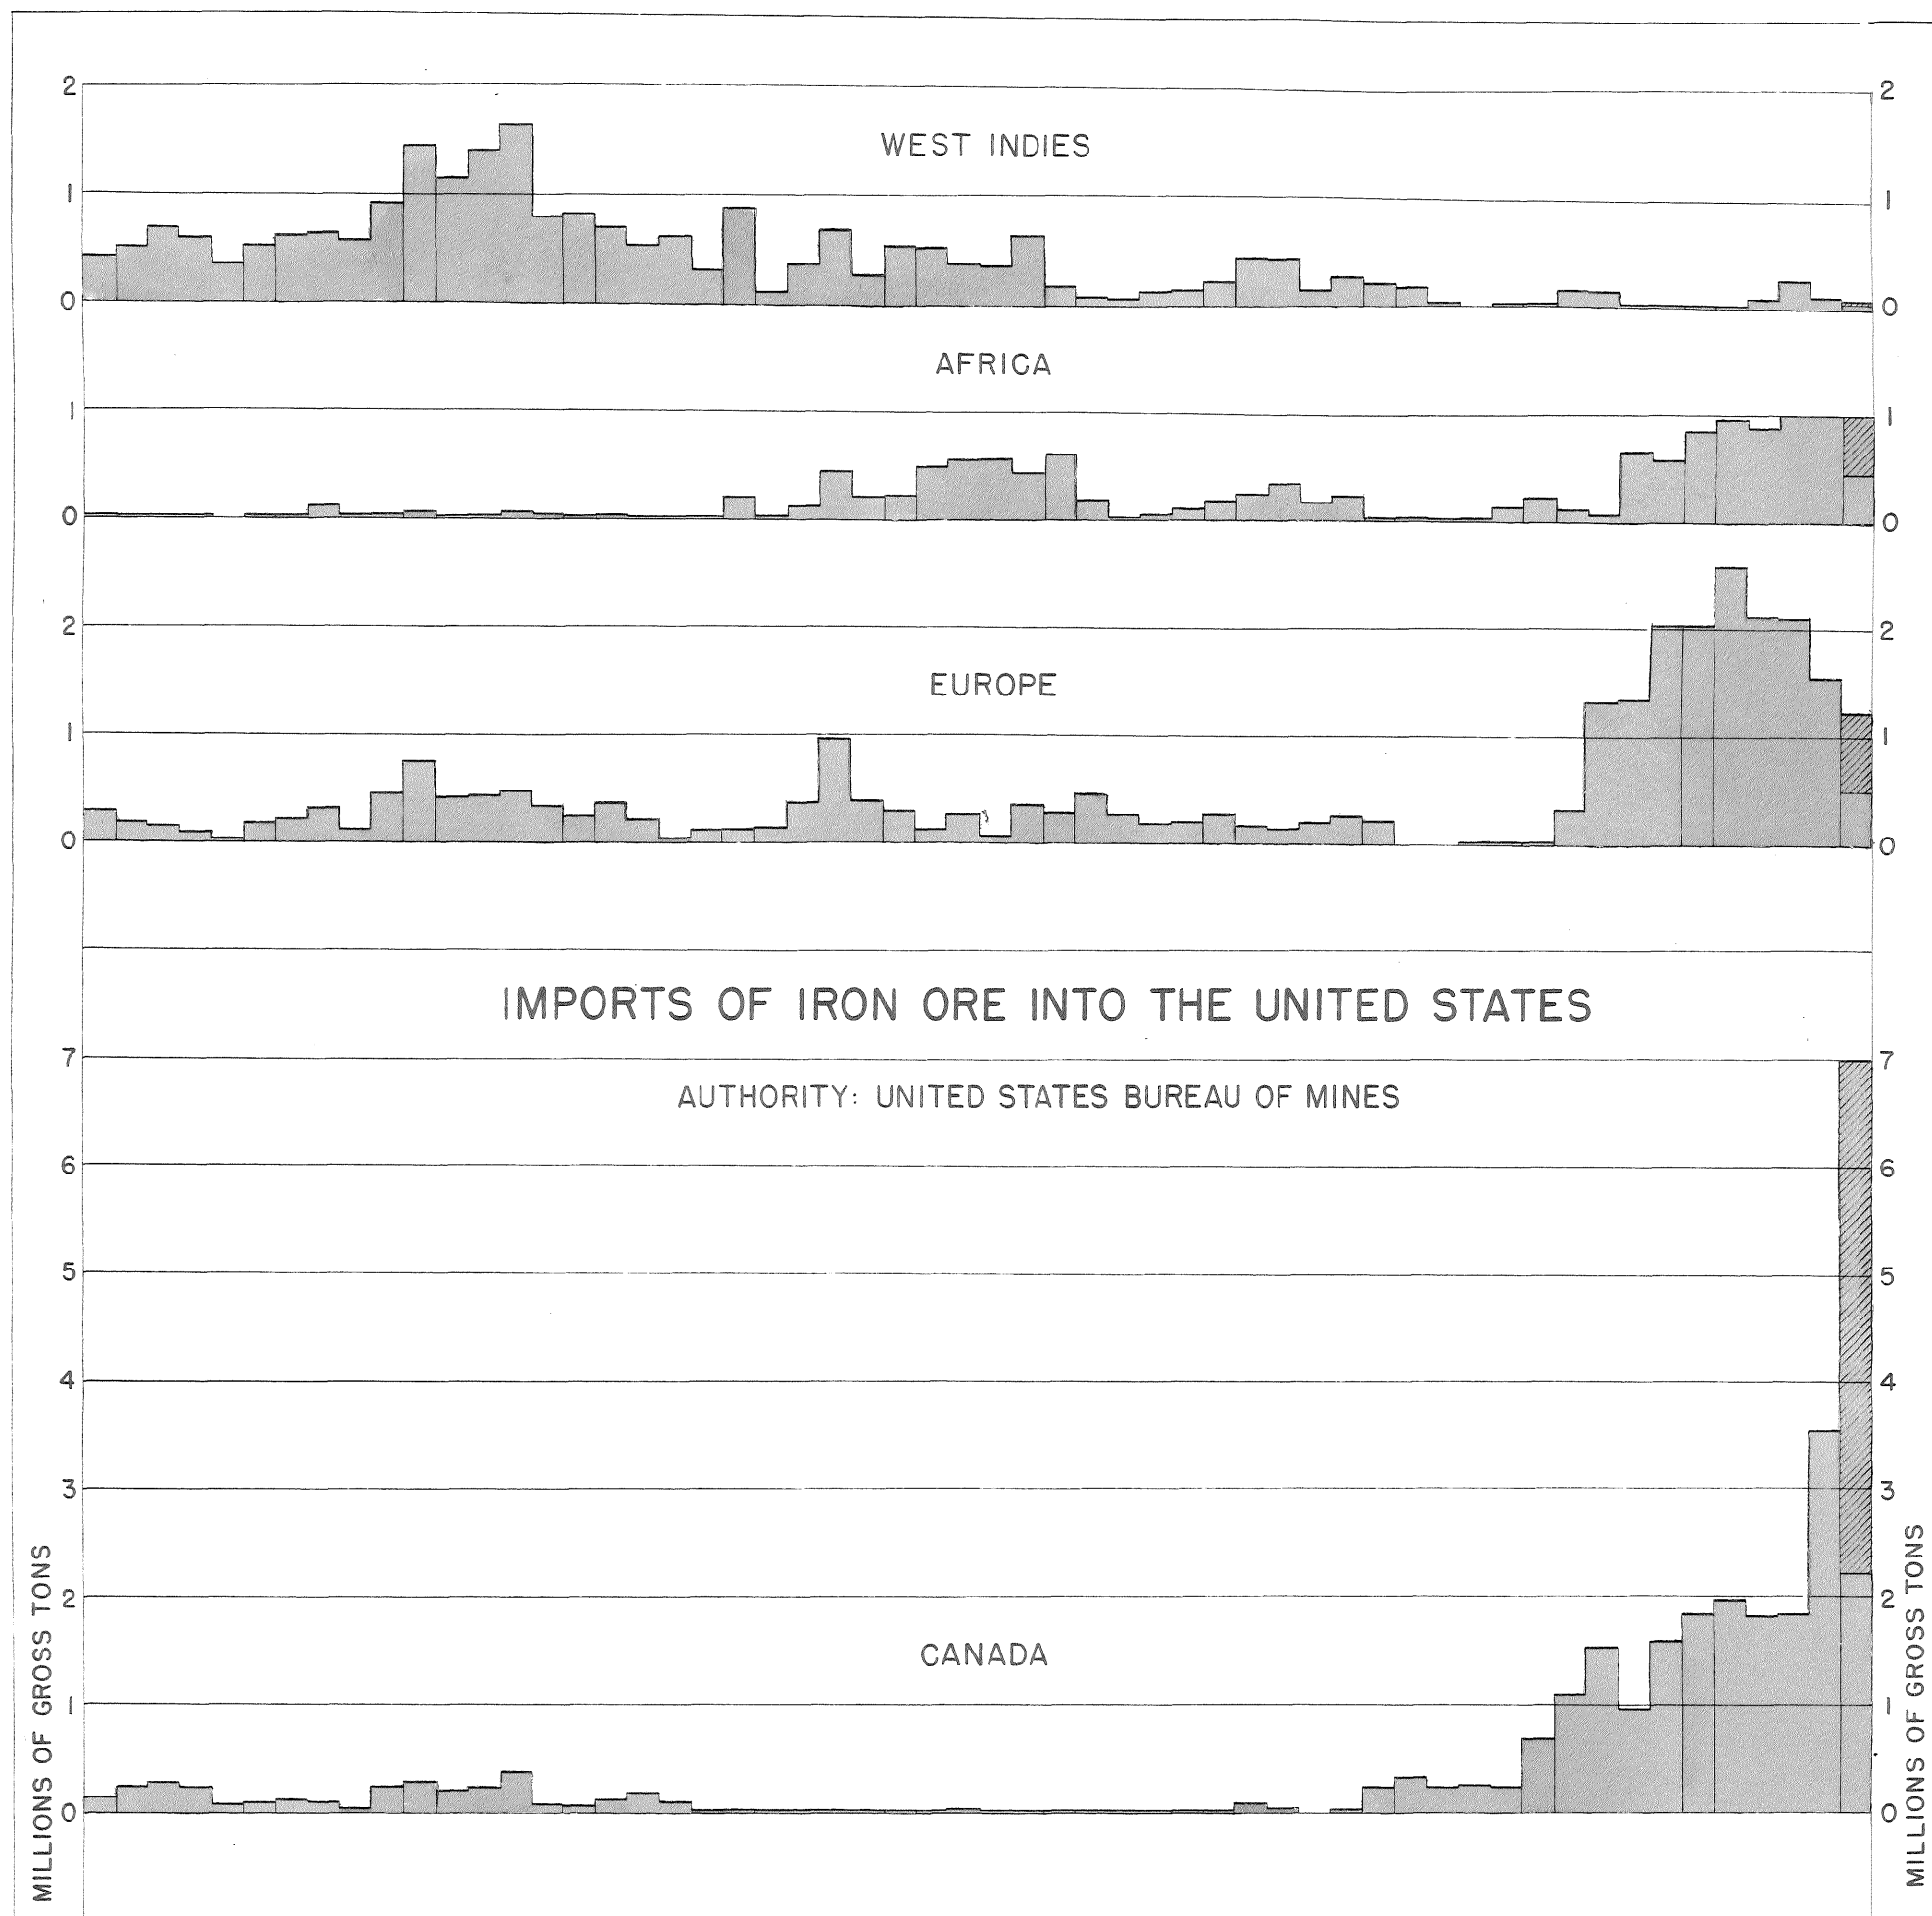 2 2
WEST INDIES
1 1
0 0
AFRICA
1 1
0 0
2 2
EUROPE
1 1
0 0
IMPORTS OF IRON ORE INTO THE UNITED STATES
7 7
AUTHORITY: UNITED STATES BUREAU OF MINES
6 6
5 5
4 4
3 3
2 2
CANADA
1 1
0 0
MILLIONS OF GROSS TONS
MILLIONS OF GROSS TONS